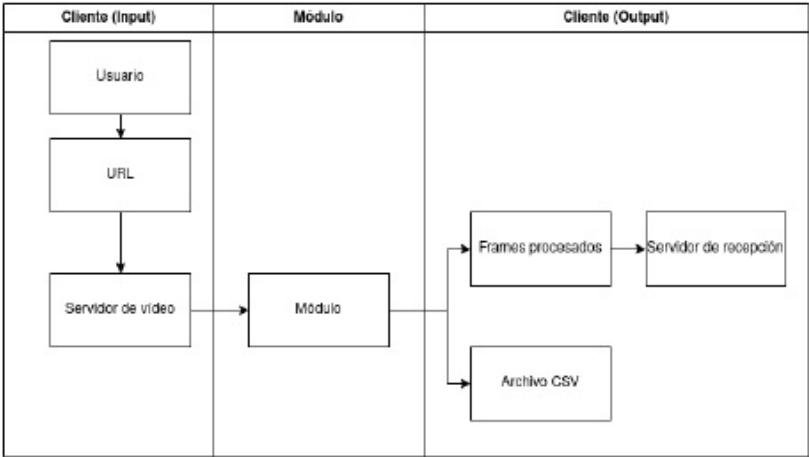 Cliente (Input)
Módulo
Cliente (Output)
Usuario
URL
Servidor de vídeo
Módulo
Frames procesados
Servidor de recepción
Archivo CSV